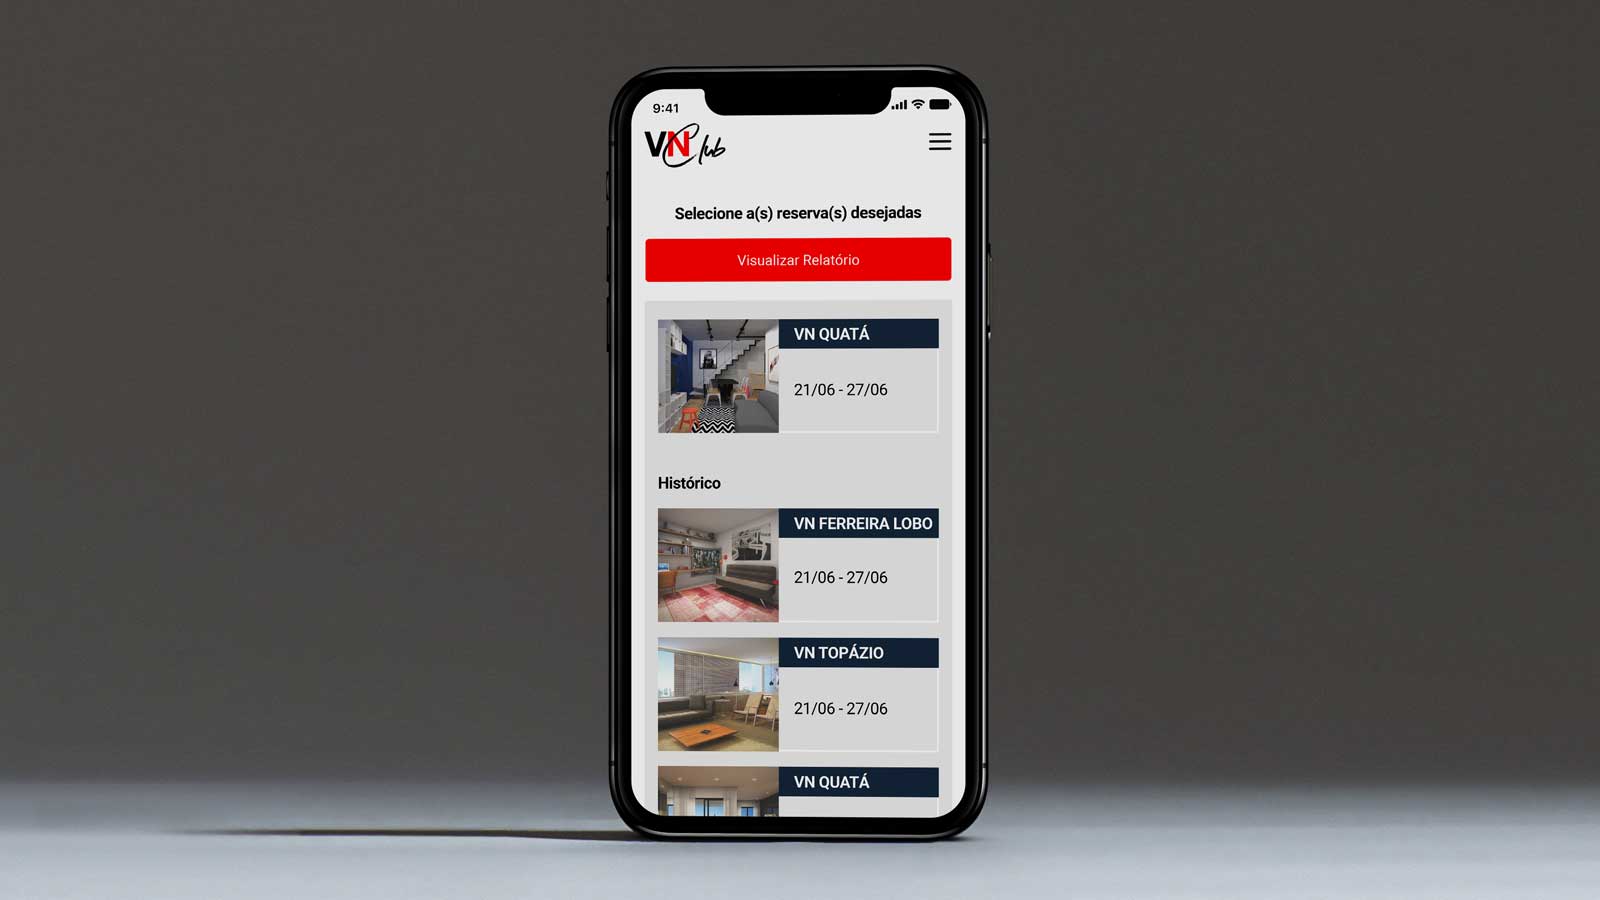 9:41
VN Club
Selecione a(s) reserva(s) desejadas
Visualizar Relatório
VN QUATÁ
21/06 - 27/06
Histórico
VN FERREIRA LOBO
21/06 - 27/06
VN TOPÁZIO
21/06 - 27/06
VN QUATÁ